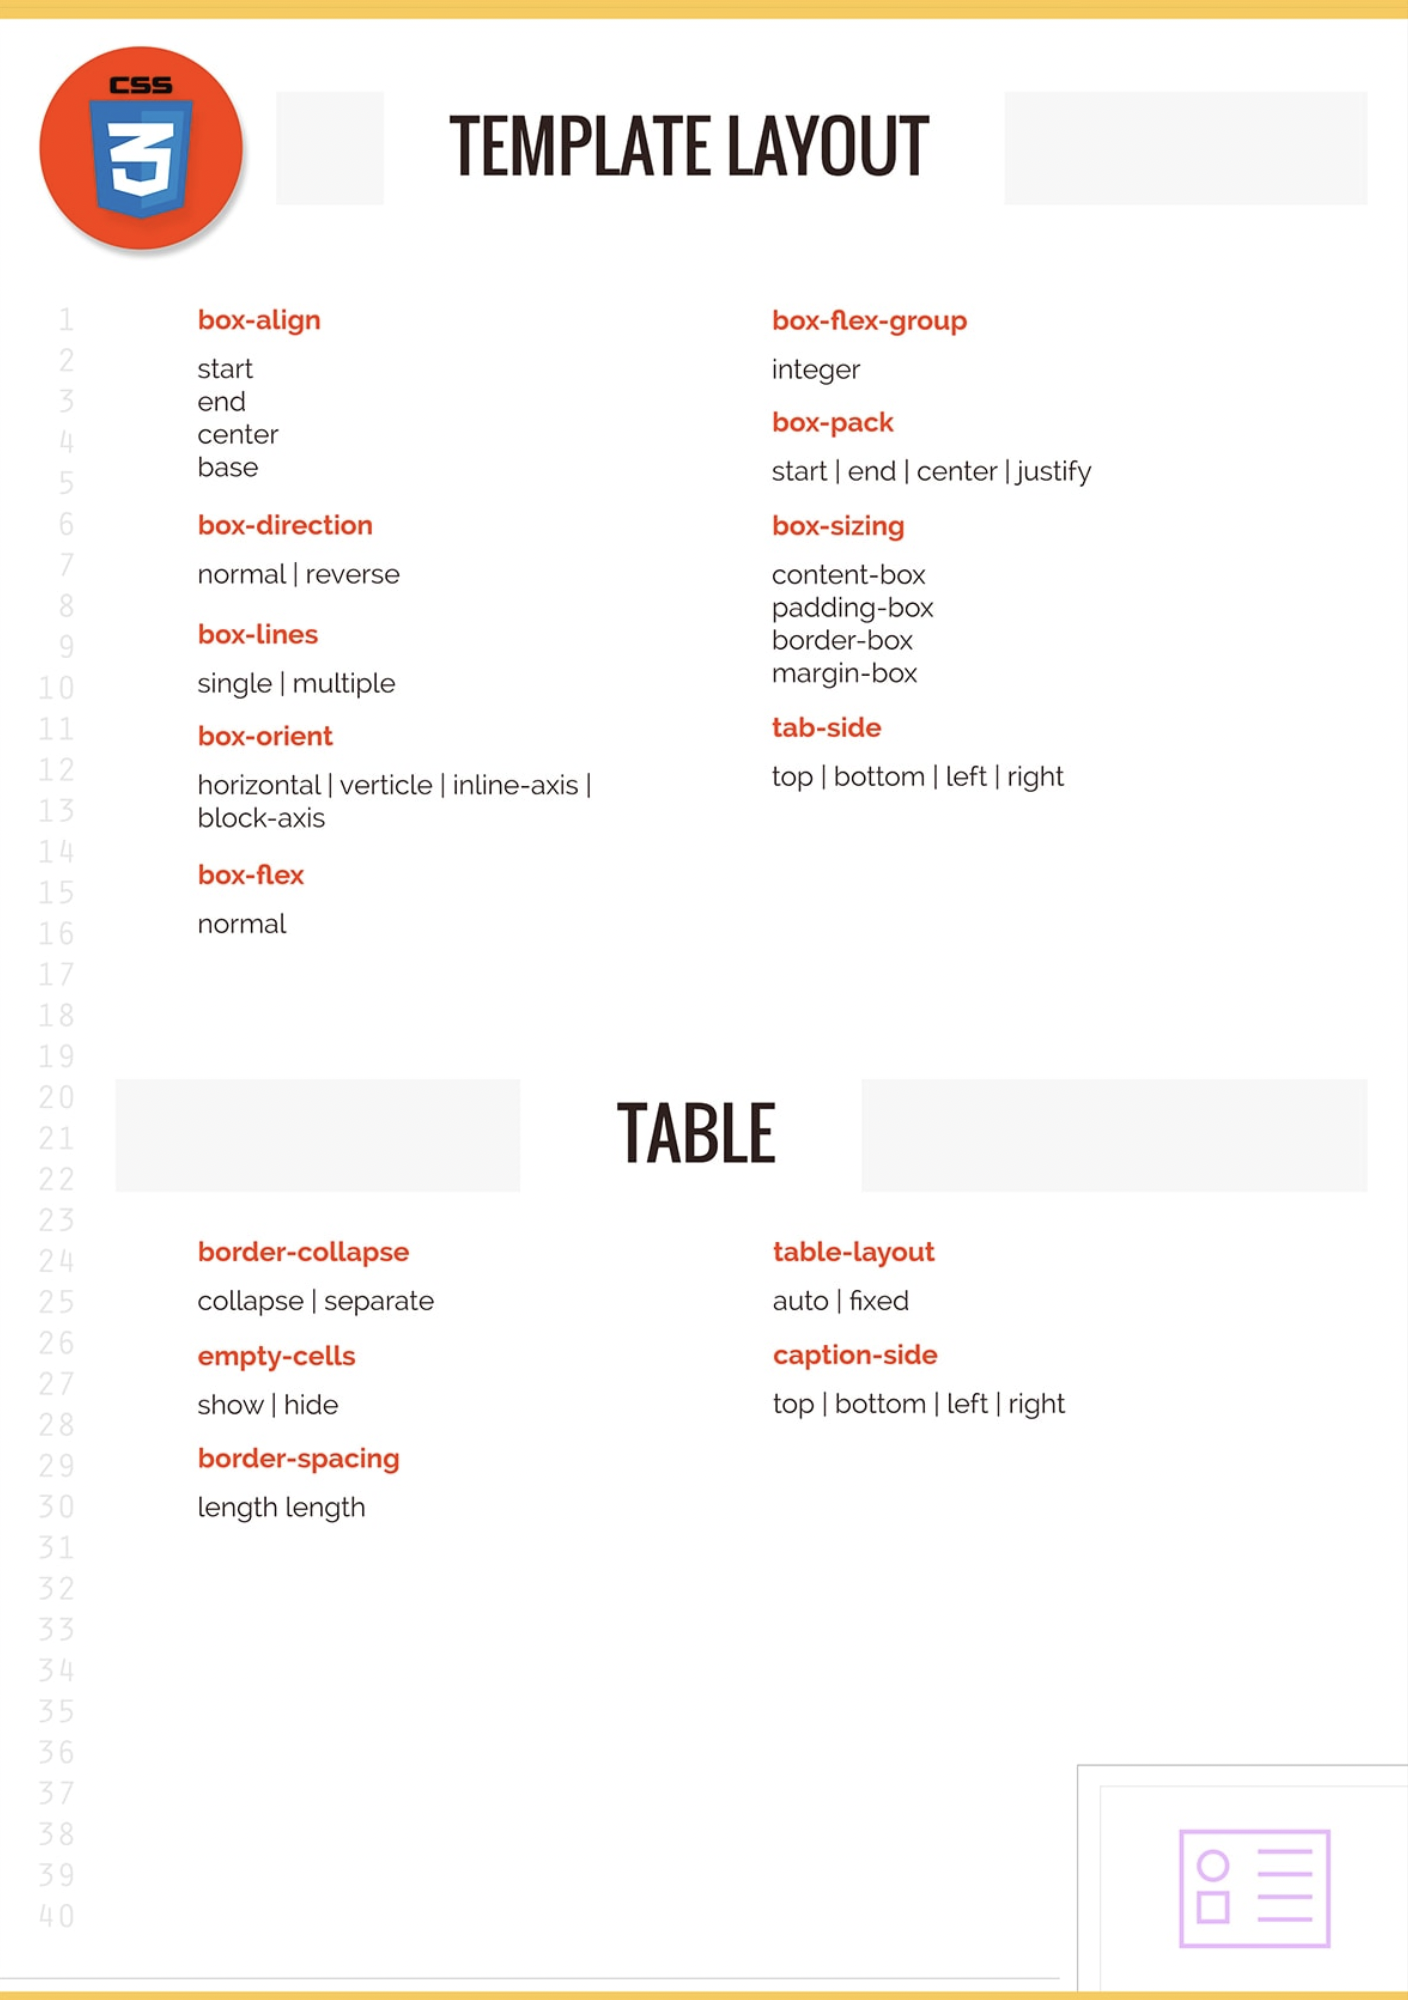 CSS
3
TEMPLATE LAYOUT
1
2
3
4
5
6
7
8
9
10
11
12
13
14
15
16
17
18
19
20
21
22
23
24
25
26
27
28
29
30
31
32
33
34
35
36
37
38
39
40
box-align
start
end
center
base
box-direction
normal | reverse
box-lines
single | multiple
box-orient
horizontal | verticle | inline-axis |
block-axis
box-flex
normal
box-flex-group
integer
box-pack
start | end | center | justify
box-sizing
content-box
padding-box
border-box
margin-box
tab-side
top | bottom | left | right
TABLE
border-collapse
collapse | separate
empty-cells
show | hide
border-spacing
length length
table-layout
auto | fixed
caption-side
top | bottom | left | right